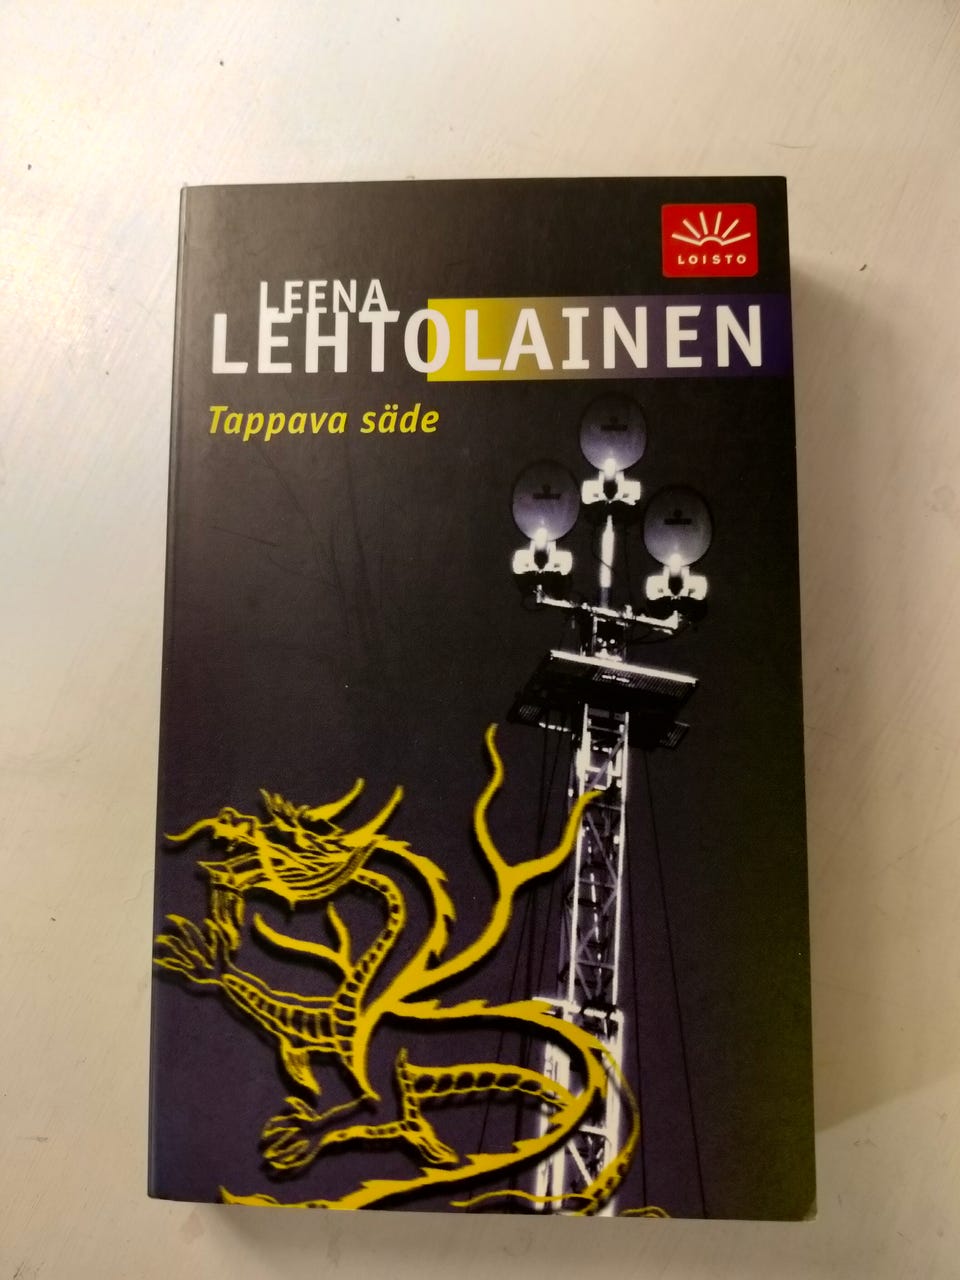 LOISTO
LEENA
LEHTOLAINEN
Tappava säde